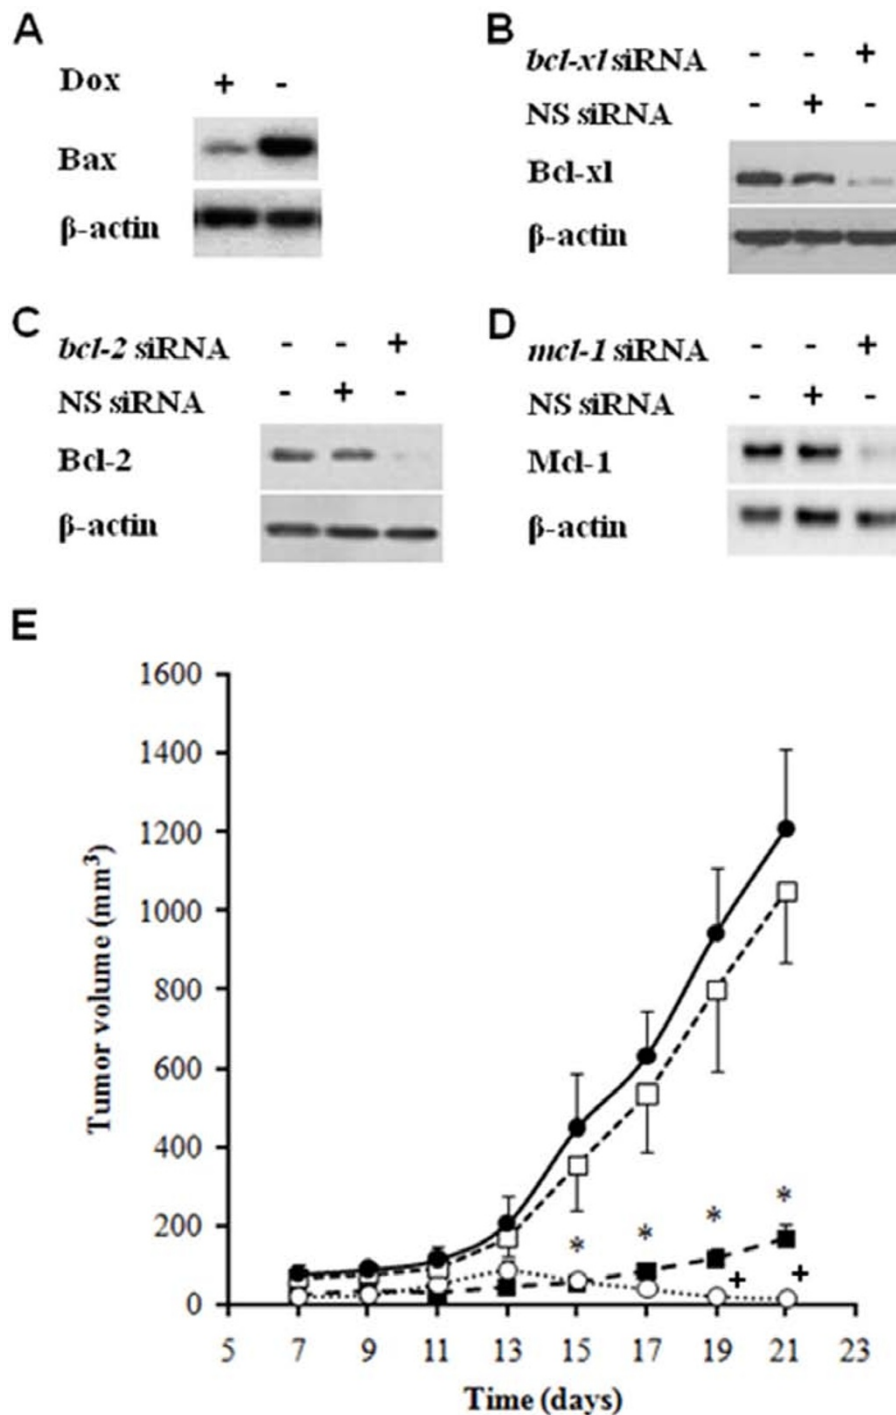 A
B
Dox + -
Bax
β-actin
bcl-xl siRNA - - +
NS siRNA - + -
Bcl-xl
β-actin
C
D
bcl-2 siRNA - - +
NS siRNA - + -
Bcl-2
β-actin
mcl-1 siRNA - - +
NS siRNA - + -
Mcl-1
β-actin
E
Tumor volume (mm³)
1600
1400
1200
1000
800
600
400
200
0
* * * *
+ +
5 7 9 11 13 15 17 19 21 23
Time (days)